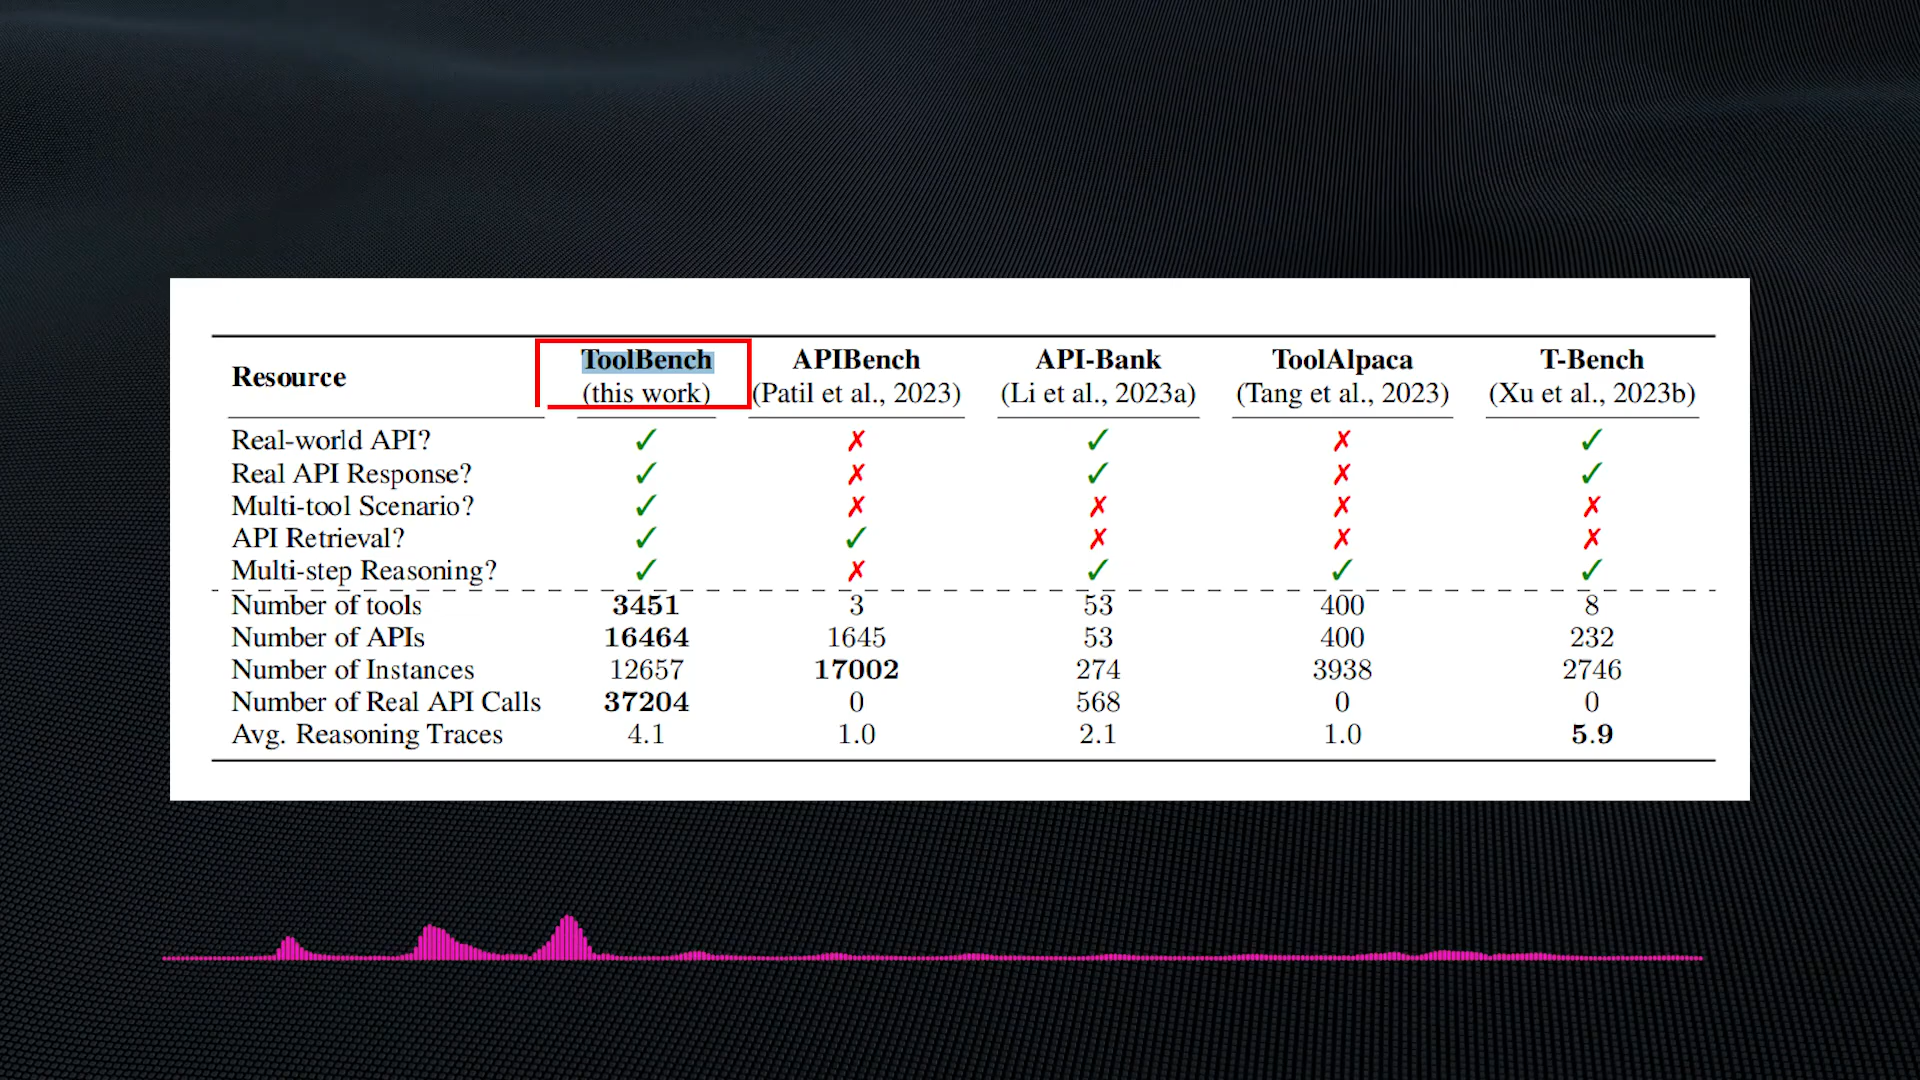 Resource ToolBench APIBench API-Bank ToolAlpaca T-Bench
(this work) (Patil et al., 2023) (Li et al., 2023a) (Tang et al., 2023) (Xu et al., 2023b)
Real-world API? ✓ ✗ ✓ ✗ ✓
Real API Response? ✓ ✗ ✓ ✗ ✓
Multi-tool Scenario? ✓ ✗ ✗ ✗ ✗
API Retrieval? ✓ ✓ ✗ ✗ ✗
Multi-step Reasoning? ✓ ✗ ✓ ✓ ✓
Number of tools 3451 3 53 400 8
Number of APIs 16464 1645 53 400 232
Number of Instances 12657 17002 274 3938 2746
Number of Real API Calls 37204 0 568 0 0
Avg. Reasoning Traces 4.1 1.0 2.1 1.0 5.9